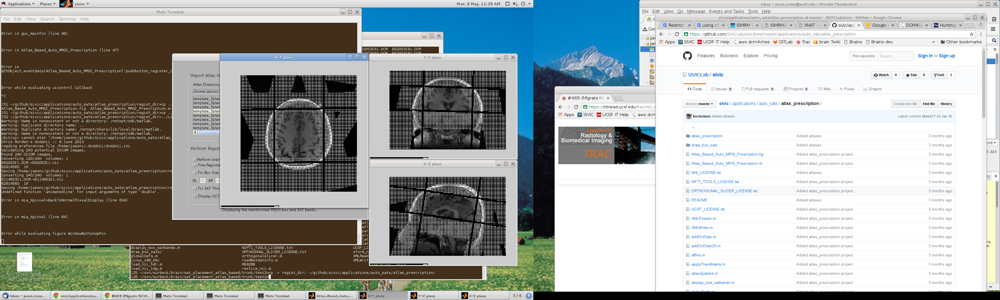 Applications Places X-Y plane
Mon 8 May, 11:35 AM
Mate Terminal
File Edit View Search Terminal Help
Error in gui_mainfcn (line 96)
Error in Atlas_Based_Auto_MRSI_Prescription (line 47)
Error in
@(hObject,eventdata)Atlas_Based_Auto_MRSI_Prescription('pushbutton_register_C
Error while evaluating uicontrol Callback
^C
151 ~/github/sivic/applications/auto_sats/atlas_prescription/regist_dir>cp ..
Atlas_Based_Auto_MRSI_Prescription.fig Atlas_Based_Auto_MRSI_Prescription.m
151 ~/github/sivic/applications/auto_sats/atlas_prescription/regist_dir>cp ..
152 ~/github/sivic/applications/auto_sats/atlas_prescription/regist_dir>../Li
Warning: Name is nonexistent or not a directory: /netopt/sdk/matlab.
Warning: Duplicate directory name: ..
Warning: Duplicate directory name: /netopt/share/lib/local/brain/matlab.
Warning: Name is nonexistent or not a directory: /netopt/sdk/matlab.
/bin/cp: cannot stat '/home/jasonc/github/sivic/applications/auto_sats/atlas_
Chris Rorden's dcm2nii :: 6 June 2013
reading preferences file /home/jasonc/.dcm2nii/dcm2nii.ini
Validating 243 potential DICOM images.
Found 240 DICOM images.
Converting 120/240 volumes: 1
E620S3I1.DCM->E620S3I1.nii
62914560 16
Saving /home/jasonc/github/sivic/applications/auto_sats/atlas_prescription/re
Converting 240/240 volumes: 1
E1146S3I1.DCM->E1146S3I1.nii
62914560 16
Saving /home/jasonc/github/sivic/applications/auto_sats/atlas_prescription/re
Undefined function 'animatedline' for input arguments of type 'double'.
Error in mia_Xpixval>BackToNormalPixvalDisplay (line 604)
Error in mia_Xpixval (line 64)
Error while evaluating figure WindowButtonUpFcn
E620S3I61.DCM E620S3I81.DCM
Import Atlas In
Atlas Directory
/home/jasonc/
template_3plan
template_3plan
template_3plan
template_3plan
template_3plan
template_3plan
template_3plan
template_3plan
Perform Regist
Perform brain
Fine Registra
Fix Box Size
RL 20 AP 20
Fix SAT Thic
Display OCT
Displaying the transformed PRESS box and SAT bands...
X-Y plane
Y-Z plane
X-Z plane
display_box_satbands.m NIFTI_TOOLS_LICENSE.txt UCSF_LI
draw_box_sats/ ORTHOGONAL_SLICER_LICENSE.txt xform_n
globalDefs.m orthogonalslicer.m XMLRead
Linux_x86_64/ readBoxSatInfo.m XMLWrit
load_nii_hdr.m README
load_nii_img.m reslice_nii.m
125 ~/svn/surbeck/brain/sat_placement_atlas_based/trunk/test2>cp -r regist_dir/ ~/github/sivic/applications/auto_sats/atlas_prescription/
126 ~/svn/surbeck/brain/sat_placement_atlas_based/trunk/test2>
PLF_TS_EN_Node_
Apr15_Rev4.pdf
Inbox - jason.crane... sivic/applications/au... #469 (Migrate NCVI... Mate Terminal Mate Terminal Mate Terminal Atlas_Based_Auto_... X-Y plane Y-Z plane X-Z plane 3 / 4 4
Inbox - jason.crane@ucsf.edu - Mozilla Thunderbird
File Edit View Go Message Events and Tasks Tools Help
Get
#469 (Migrate NC
https://intrarad.ucsf.edu/trac/rad_s
Apps SIVIC UCSF IT Help aws dcm
Department of
Radiology &
Biomedical Imaging
TRAC
sivic/applications/auto_sats/atlas_prescription at master · SIVICLab/sivic · GitHub - Google Chrome
Restrict using cfi ISMRM 2 ISMRM2 XNAT - A sivic/app Google DCM4C Hunting
https://github.com/SIVICLab/sivic/tree/master/applications/auto_sats/atlas_prescription
Apps SIVIC UCSF IT Help aws dcm4chee GITLab Trac brain Twiki Braino Braino dev » Other bookmarks
Features Business Explore Pricing This repository Search Sign in or Sign up
SIVICLab / sivic Watch 9 Star 8 Fork 1
Code Issues 0 Pull requests 0 Projects 0 Wiki Pulse Graphs
Branch: master sivic / applications / auto_sats / atlas_prescription / Create new file Find file History
beckolson Added atlases. Latest commit 9b0e37f on Jan 30
..
atlas_prescription Added atlases. 3 months ago
draw_box_sats Added atlases. 3 months ago
Atlas_Based_Auto_MRSI_Prescription.fig Added atlas_prescription project. 3 months ago
Atlas_Based_Auto_MRSI_Prescription.m Added atlas_prescription project. 3 months ago
MNI_LICENSE.txt Added atlases. 3 months ago
NIFTI_TOOLS_LICENSE.txt Added atlas_prescription project. 3 months ago
ORTHOGONAL_SLICER_LICENSE.txt Added atlas_prescription project. 3 months ago
README Added atlases. 3 months ago
UCSF_LICENSE.txt Added atlas_prescription project. 3 months ago
XMLReader.m Added atlas_prescription project. 3 months ago
XMLWriter.m Added atlas_prescription project. 3 months ago
addOctSats.m Added atlas_prescription project. 3 months ago
addOctSats20.m Added atlas_prescription project. 3 months ago
affine.m Added atlas_prescription project. 3 months ago
applyTransMatrix.m Added atlas_prescription project. 3 months ago
atlas2patient.m Added atlas_prescription project. 3 months ago
display_box_satbands.m Added atlas_prescription project. 3 months ago